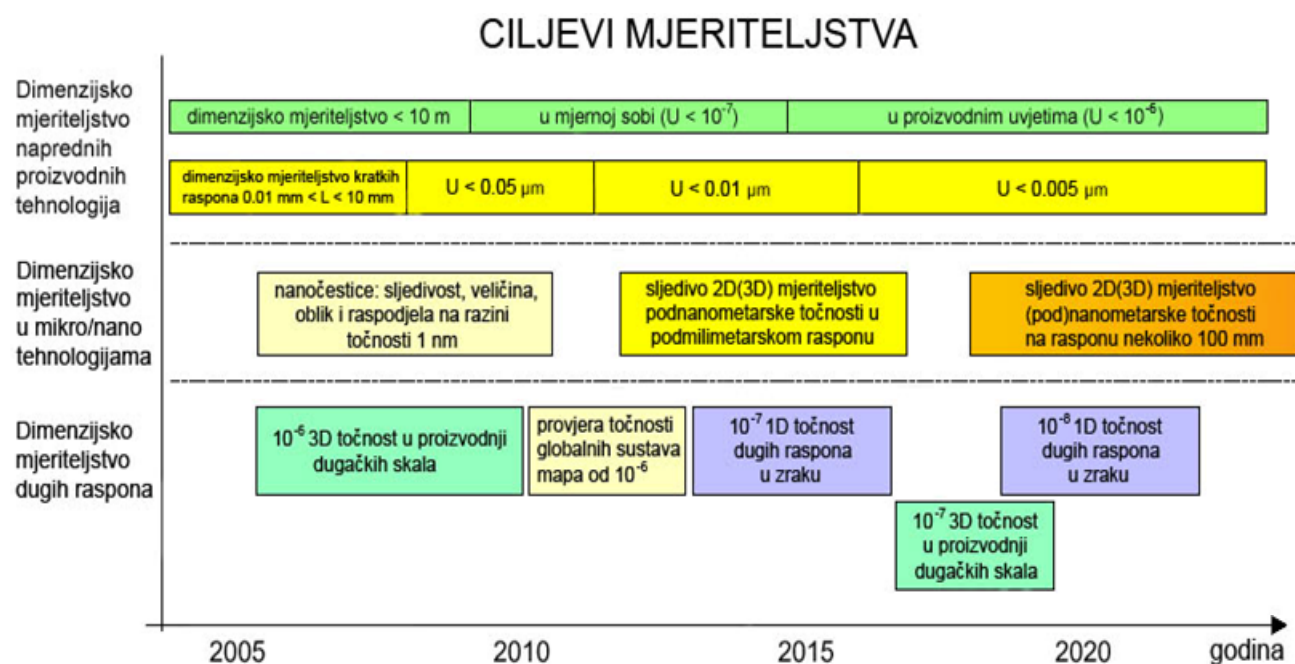 CILJEVI MJERITELJSTVA
Dimenzijsko
mjeriteljstvo
naprednih
proizvodnih
tehnologija
dimenzijsko mjeriteljstvo < 10 m
u mjernoj sobi (U < 10⁻⁷)
u proizvodnim uvjetima (U < 10⁻⁶)
dimenzijsko mjeriteljstvo kratkih
raspona 0.01 mm < L < 10 mm
U < 0.05 μm
U < 0.01 μm
U < 0.005 μm
Dimenzijsko
mjeriteljstvo
u mikro/nano
tehnologijama
nanočestice: sljedivost, veličina,
oblik i raspodjela na razini
točnosti 1 nm
sljedivo 2D(3D) mjeriteljstvo
podnanometarske točnosti u
podmilimetarskom rasponu
sljedivo 2D(3D) mjeriteljstvo
(pod)nanometarske točnosti
na rasponu nekoliko 100 mm
Dimenzijsko
mjeriteljstvo
dugih raspona
10⁻⁶ 3D točnost u proizvodnji
dugačkih skala
provjera točnosti
globalnih sustava
mapa od 10⁻⁶
10⁻⁷ 1D točnost
dugih raspona
u zraku
10⁻⁸ 1D točnost
dugih raspona
u zraku
10⁻⁷ 3D točnost
u proizvodnji
dugačkih skala
2005
2010
2015
2020
godina